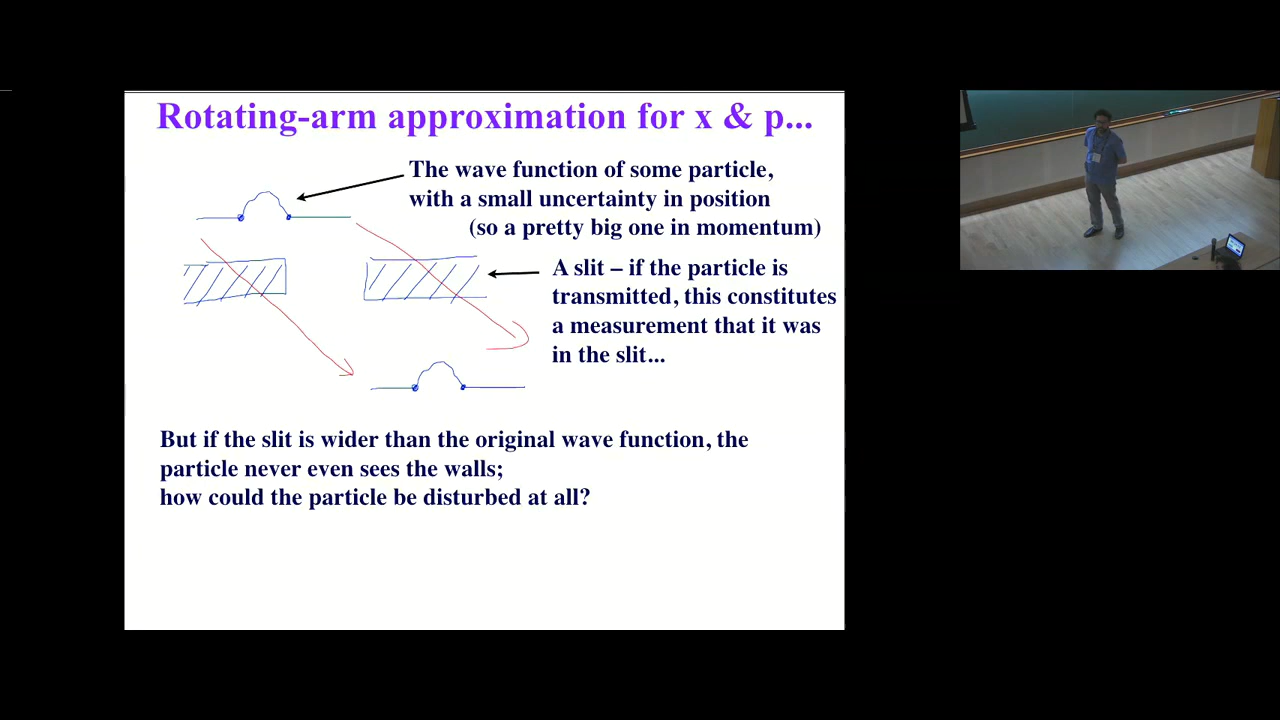 Rotating-arm approximation for x & p...
The wave function of some particle,
with a small uncertainty in position
(so a pretty big one in momentum)
A slit – if the particle is
transmitted, this constitutes
a measurement that it was
in the slit...
But if the slit is wider than the original wave function, the
particle never even sees the walls;
how could the particle be disturbed at all?